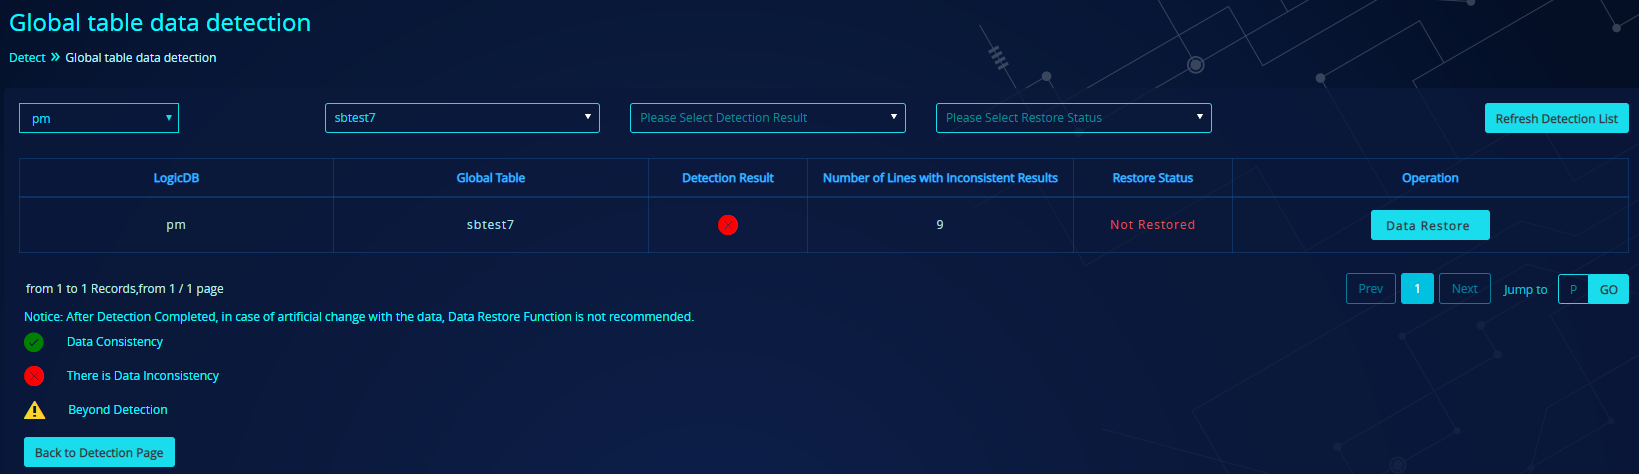 Global table data detection
Detect » Global table data detection
pm sbtest7 Please Select Detection Result Please Select Restore Status Refresh Detection List
LogicDB Global Table Detection Result Number of Lines with Inconsistent Results Restore Status Operation
pm sbtest7 9 Not Restored Data Restore
from 1 to 1 Records,from 1 / 1 page Prev 1 Next Jump to P GO
Notice: After Detection Completed, in case of artificial change with the data, Data Restore Function is not recommended.
Data Consistency
There is Data Inconsistency
Beyond Detection
Back to Detection Page